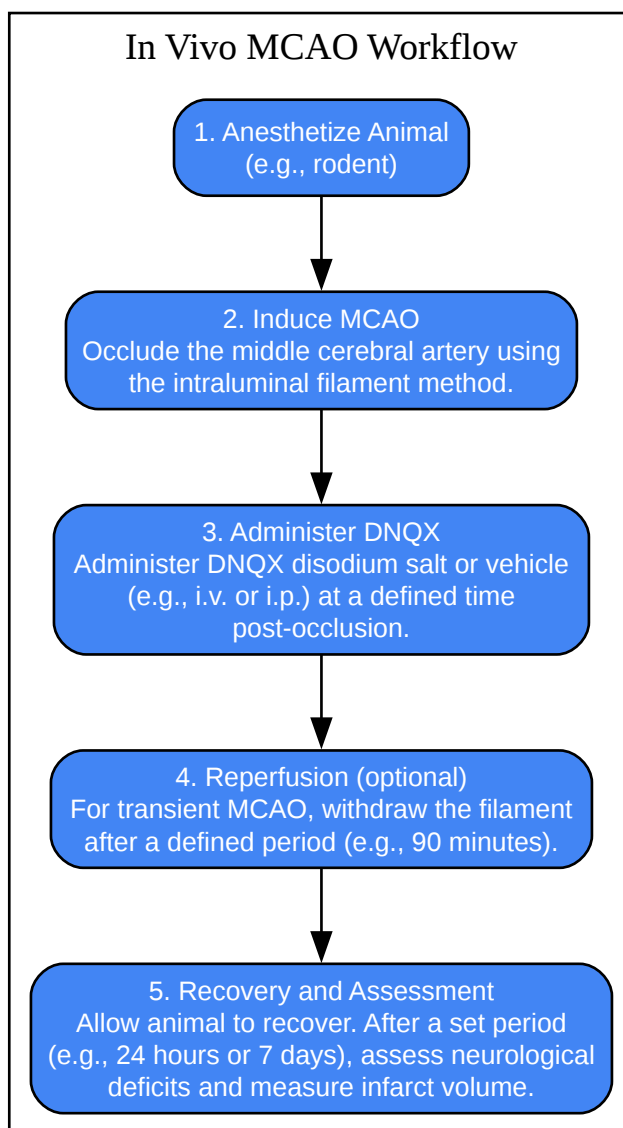 In Vivo MCAO Workflow
1. Anesthetize Animal
(e.g., rodent)
2. Induce MCAO
Occlude the middle cerebral artery using
the intraluminal filament method.
3. Administer DNQX
Administer DNQX disodium salt or vehicle
(e.g., i.v. or i.p.) at a defined time
post-occlusion.
4. Reperfusion (optional)
For transient MCAO, withdraw the filament
after a defined period (e.g., 90 minutes).
5. Recovery and Assessment
Allow animal to recover. After a set period
(e.g., 24 hours or 7 days), assess neurological
deficits and measure infarct volume.